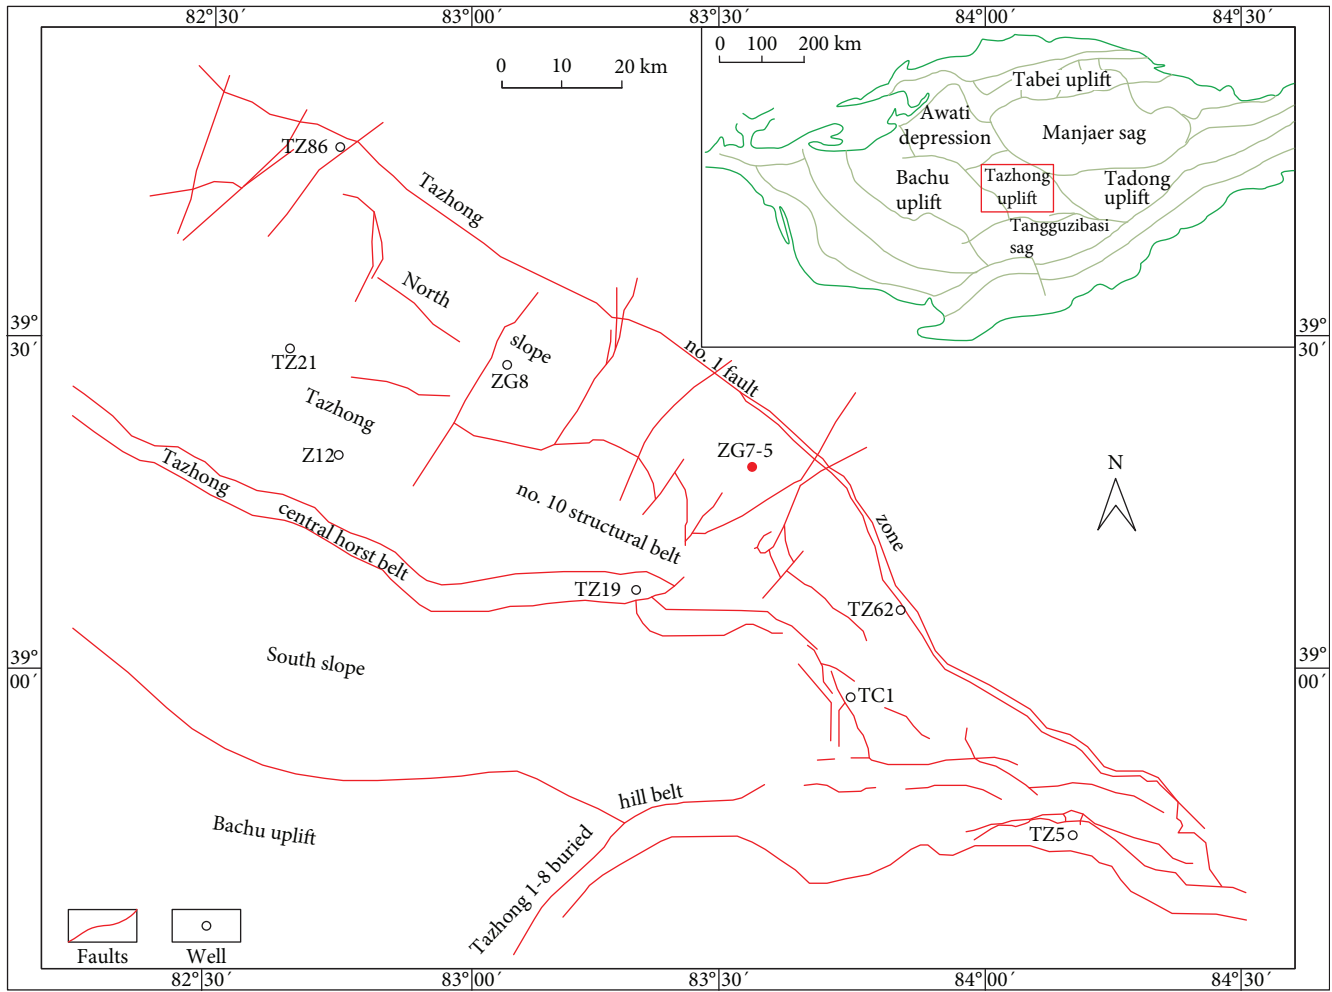 82°30´
83°00´
83°30´
84°00´
84°30´
0 10 20 km
0 100 200 km
Tabei uplift
Awati
depression
Manjaer sag
Bachu
uplift
Tazhong
uplift
Tadong
uplift
Tangguzibasi
sag
TZ86
Tazhong
North
slope
no. 1 fault
zone
39°
30´
39°
30´
TZ21
ZG8
Tazhong
Z12
ZG7-5
N
Tazhong
central horst belt
no. 10 structural belt
TZ19
TZ62
39°
00´
39°
00´
South slope
TC1
hill belt
Bachu uplift
TZ5
Tazhong 1-8 buried
Faults
Well
82°30´
83°00´
83°30´
84°00´
84°30´